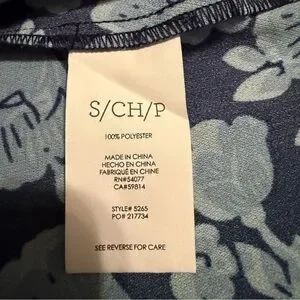 S/CH/P
100% POLYESTER
MADE IN CHINA
HECHO EN CHINA
FABRIQUÉ EN CHINE
RN#54077
CA#59814
STYLE# 5265
PO# 217734
SEE REVERSE FOR CARE